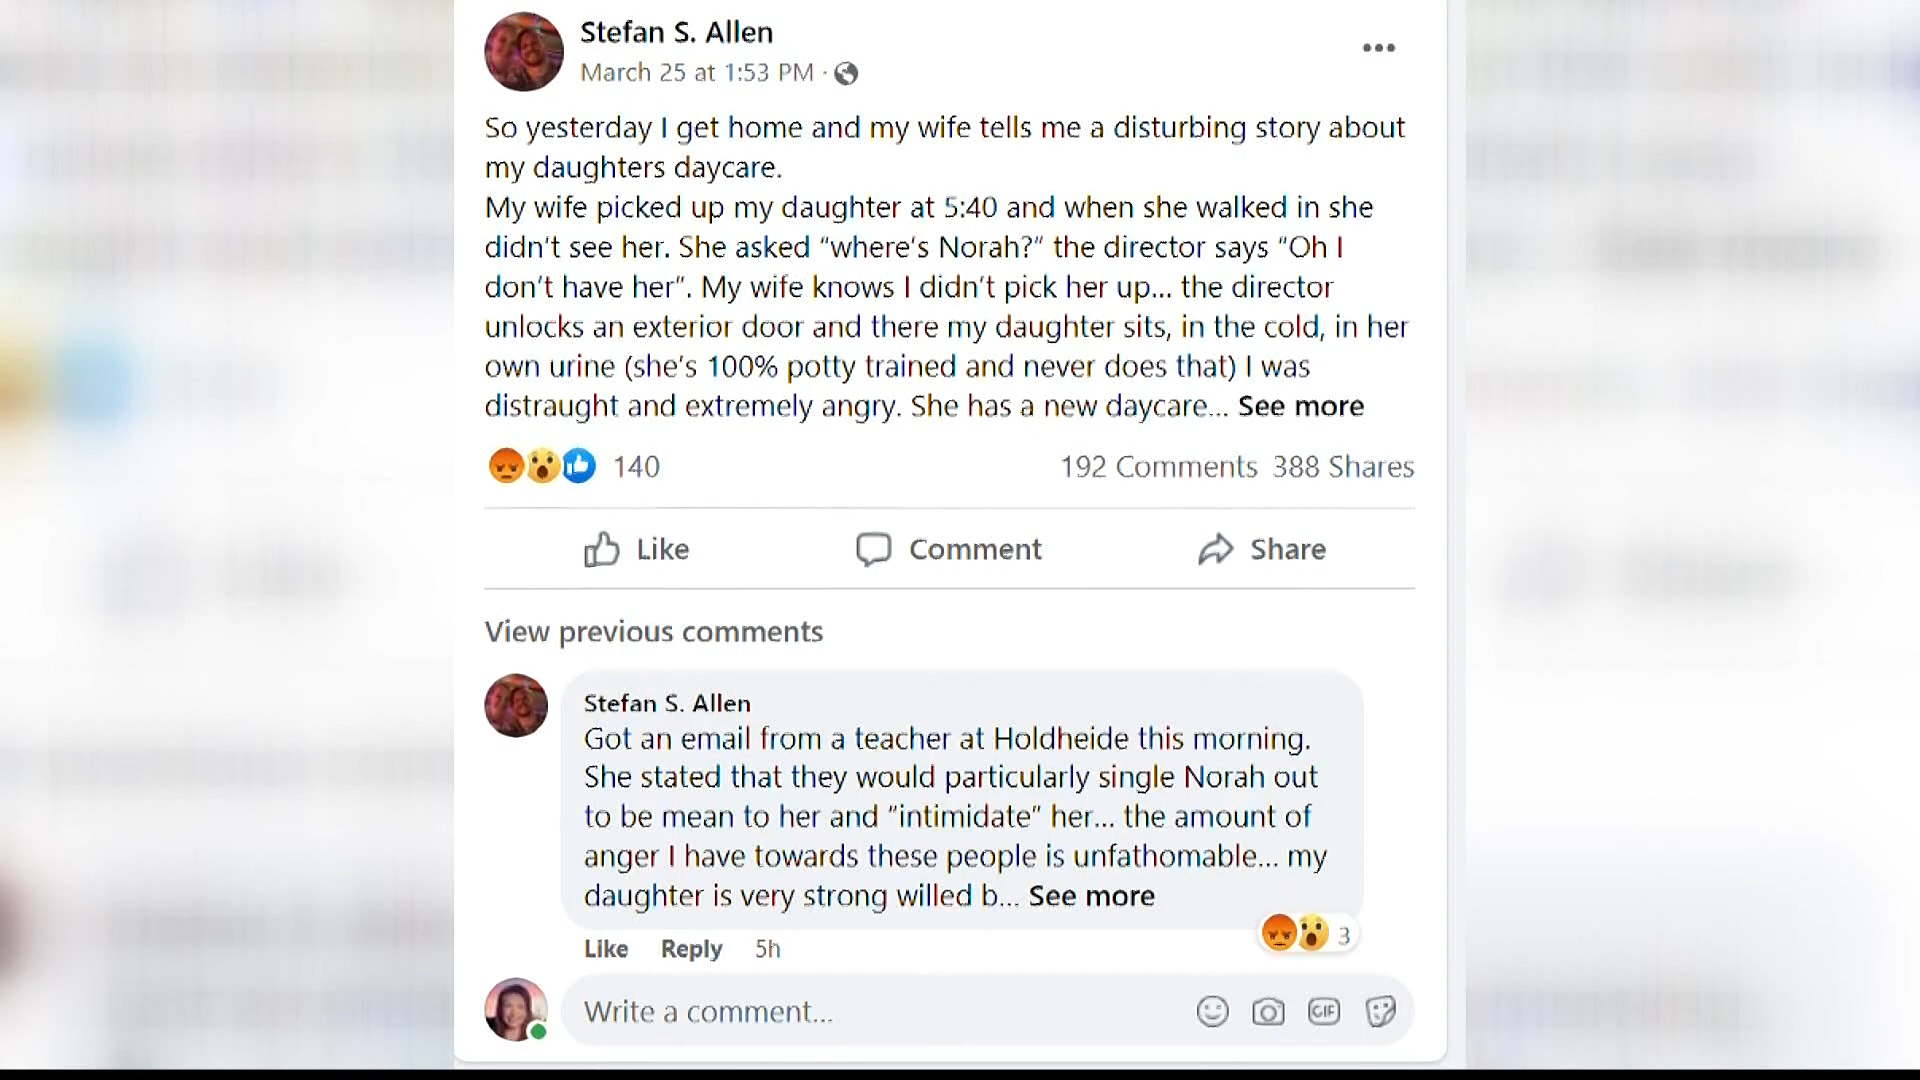 Stefan S. Allen
March 25 at 1:53 PM ·
So yesterday I get home and my wife tells me a disturbing story about
my daughters daycare.
My wife picked up my daughter at 5:40 and when she walked in she
didn't see her. She asked "where's Norah?" the director says "Oh I
don't have her". My wife knows I didn't pick her up... the director
unlocks an exterior door and there my daughter sits, in the cold, in her
own urine (she's 100% potty trained and never does that) I was
distraught and extremely angry. She has a new daycare... See more
140
192 Comments 388 Shares
Like Comment Share
View previous comments
Stefan S. Allen
Got an email from a teacher at Holdheide this morning.
She stated that they would particularly single Norah out
to be mean to her and "intimidate" her... the amount of
anger I have towards these people is unfathomable... my
daughter is very strong willed b... See more
3
Like Reply 5h
Write a comment...
GIF